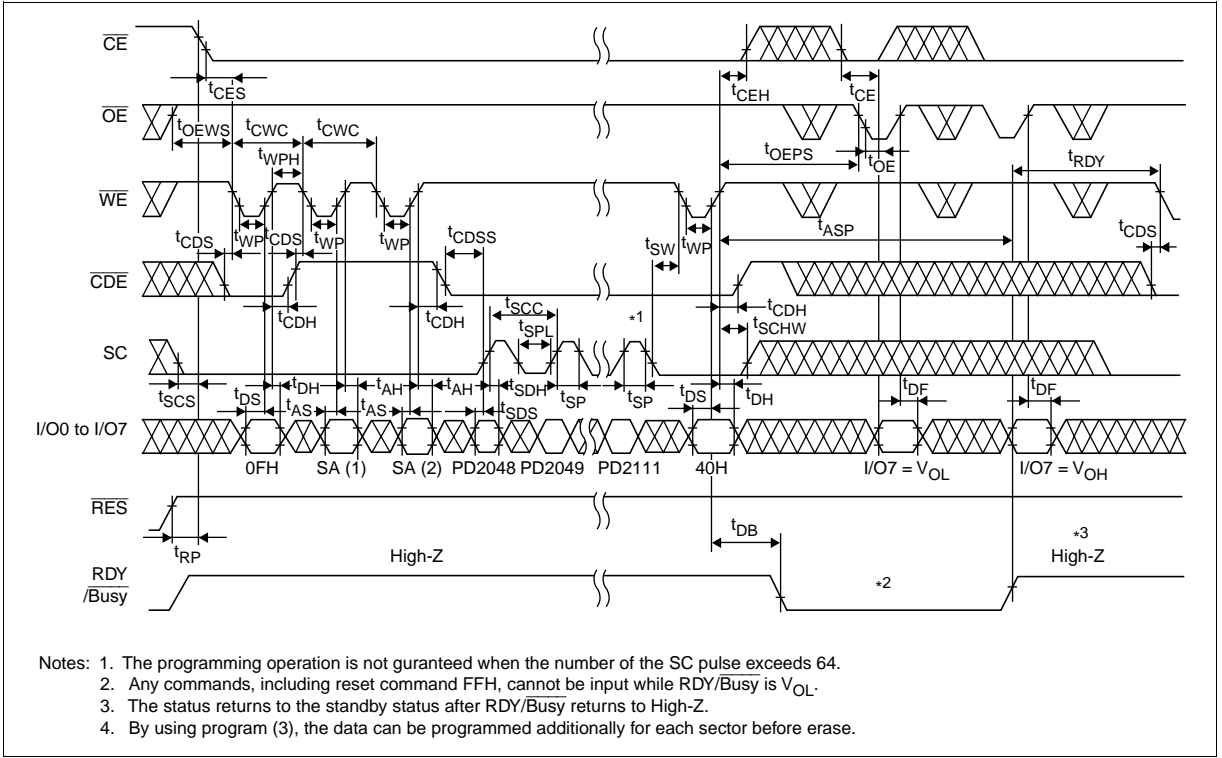 CE
tCES
tCEH
tCE
OE
tOEWS
tCWC
tCWC
tWPH
tOEPS
tOE
tRDY
WE
tCDS
tWP
tCDS
tWP
tWP
tCDSS
tSW
tWP
tASP
tCDS
CDE
tCDH
tCDH
tSCC
tSPL
*1
tCDH
tSCHW
SC
tSCS
tDS
tDH
tAS
tAH
tAS
tAH
tSDH
tSDS
tSP
tSP
tDS
tDH
tDF
tDF
I/O0 to I/O7
0FH SA (1) SA (2) PD2048 PD2049 PD2111 40H I/O7 = VOL I/O7 = VOH
RES
tRP
tDB
High-Z
*3
High-Z
RDY
/Busy
*2
Notes: 1. The programming operation is not guranteed when the number of the SC pulse exceeds 64.
2. Any commands, including reset command FFH, cannot be input while RDY/Busy is VOL.
3. The status returns to the standby status after RDY/Busy returns to High-Z.
4. By using program (3), the data can be programmed additionally for each sector before erase.